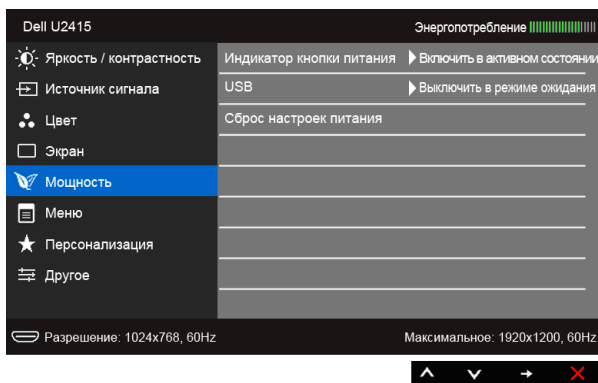 Dell U2415 Энергопотребление
Яркость / контрастность Индикатор кнопки питания Включить в активном состоянии
Источник сигнала USB Выключить в режиме ожидания
Цвет Сброс настроек питания
Экран
Мощность
Меню
Персонализация
Другое
Разрешение: 1024x768, 60Hz Максимальное: 1920x1200, 60Hz